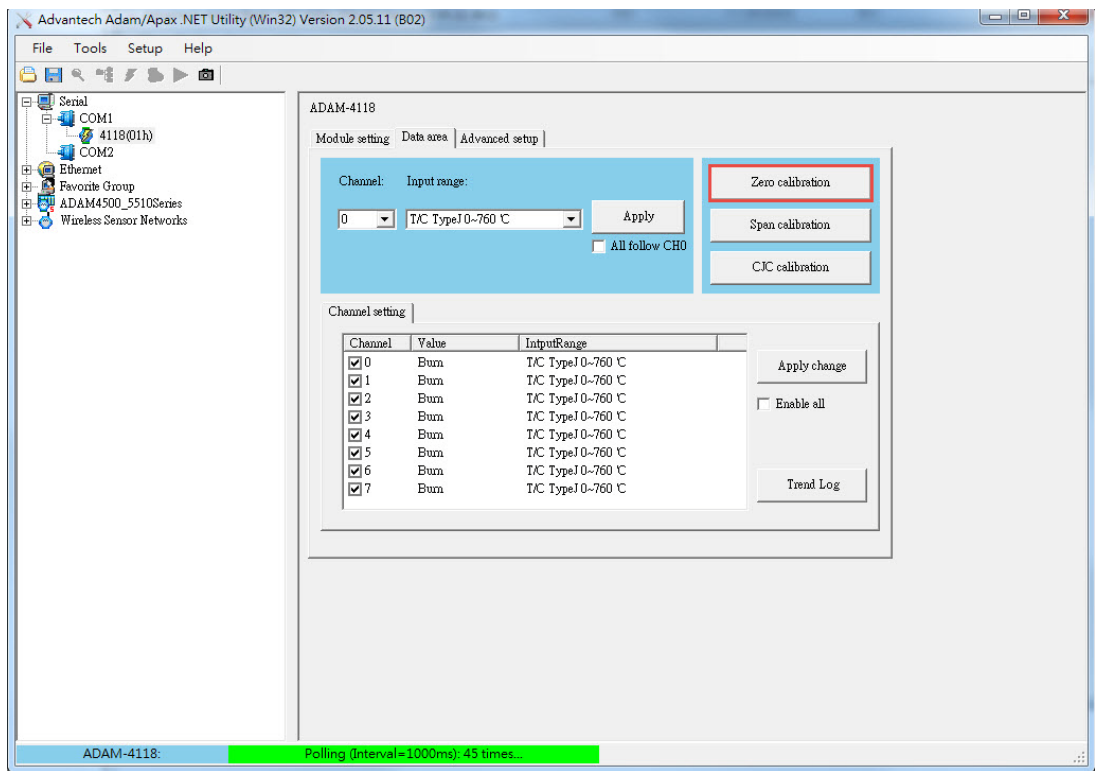 Advantech Adam/Apax .NET Utility (Win32) Version 2.05.11 (B02)
File Tools Setup Help
Serial
COM1
4118(01h)
COM2
Ethernet
Favorite Group
ADAM4500_5510Series
Wireless Sensor Networks
ADAM-4118
Module setting Data area Advanced setup
Channel: Input range:
0 T/C TypeJ 0~760 ℃ Apply
All follow CH0
Zero calibration
Span calibration
CJC calibration
Channel setting
Channel Value IntputRange
0 Burn T/C TypeJ 0~760 ℃
1 Burn T/C TypeJ 0~760 ℃
2 Burn T/C TypeJ 0~760 ℃
3 Burn T/C TypeJ 0~760 ℃
4 Burn T/C TypeJ 0~760 ℃
5 Burn T/C TypeJ 0~760 ℃
6 Burn T/C TypeJ 0~760 ℃
7 Burn T/C TypeJ 0~760 ℃
Apply change
Enable all
Trend Log
ADAM-4118: Polling (Interval=1000ms): 45 times...